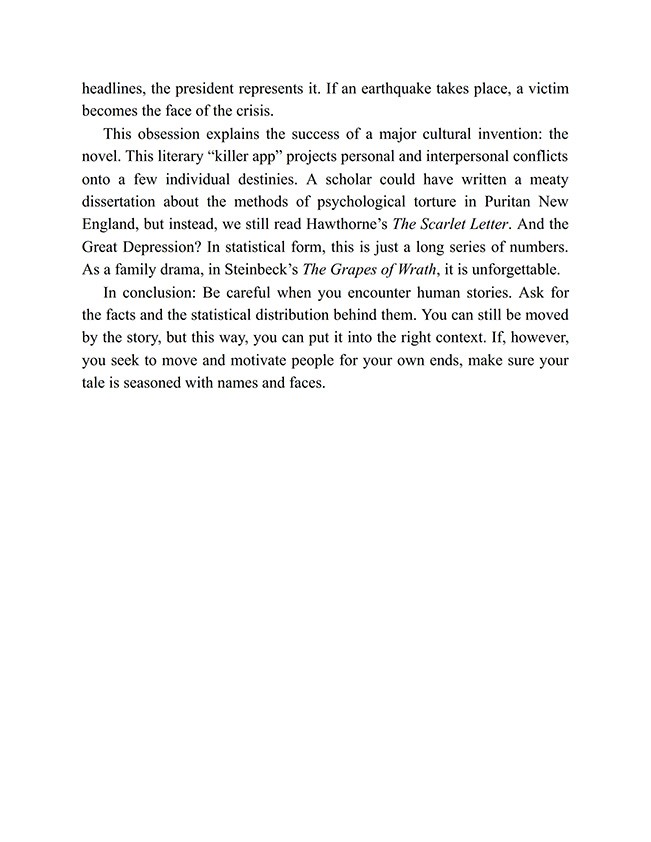 headlines, the president represents it. If an earthquake takes place, a victim
becomes the face of the crisis.
This obsession explains the success of a major cultural invention: the
novel. This literary “killer app” projects personal and interpersonal conflicts
onto a few individual destinies. A scholar could have written a meaty
dissertation about the methods of psychological torture in Puritan New
England, but instead, we still read Hawthorne’s The Scarlet Letter. And the
Great Depression? In statistical form, this is just a long series of numbers.
As a family drama, in Steinbeck’s The Grapes of Wrath, it is unforgettable.
In conclusion: Be careful when you encounter human stories. Ask for
the facts and the statistical distribution behind them. You can still be moved
by the story, but this way, you can put it into the right context. If, however,
you seek to move and motivate people for your own ends, make sure your
tale is seasoned with names and faces.